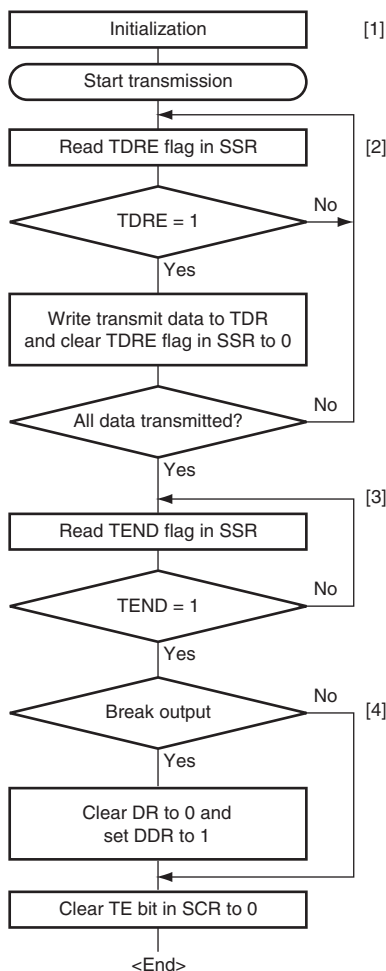 Initialization
[1]
Start transmission
Read TDRE flag in SSR
[2]
TDRE = 1
No
Yes
Write transmit data to TDR
and clear TDRE flag in SSR to 0
All data transmitted?
No
Yes
[3]
Read TEND flag in SSR
TEND = 1
No
Yes
Break output
No
[4]
Yes
Clear DR to 0 and
set DDR to 1
Clear TE bit in SCR to 0
<End>